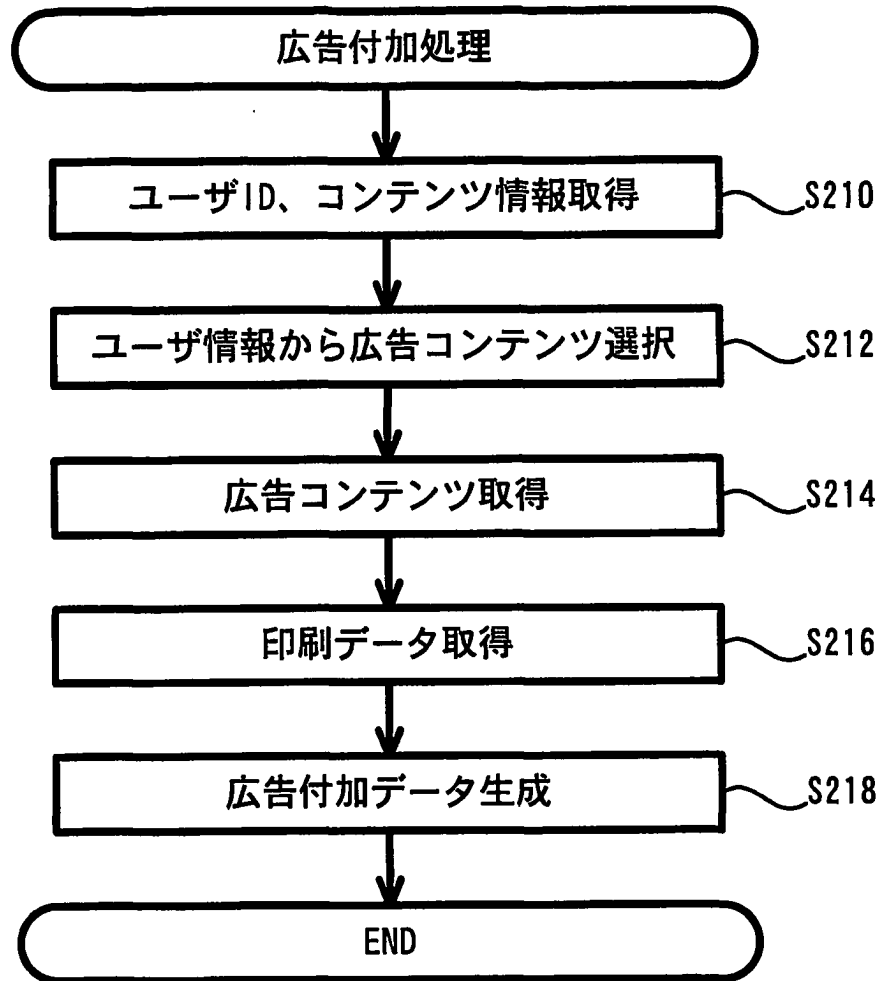 広告付加処理
ユーザID、コンテンツ情報取得
S210
ユーザ情報から広告コンテンツ選択
S212
広告コンテンツ取得
S214
印刷データ取得
S216
広告付加データ生成
S218
END